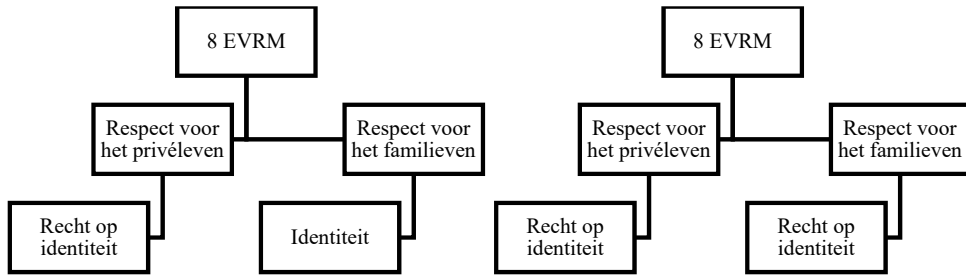 8 EVRM
Respect voor
het privéleven
Respect voor
het familieven
Recht op
identiteit
Identiteit
8 EVRM
Respect voor
het privéleven
Respect voor
het familieven
Recht op
identiteit
Recht op
identiteit